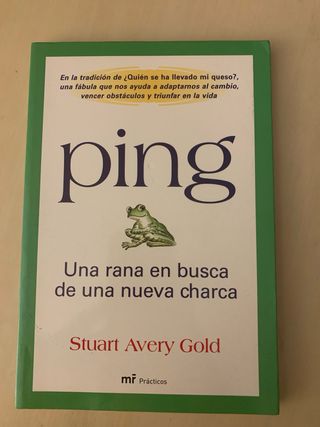 En la tradición de ¿Quién se ha llevado mi queso?,
una fábula que nos ayuda a adaptarnos al cambio,
vencer obstáculos y triunfar en la vida
ping
Una rana en busca
de una nueva charca
Stuart Avery Gold
mr Prácticos